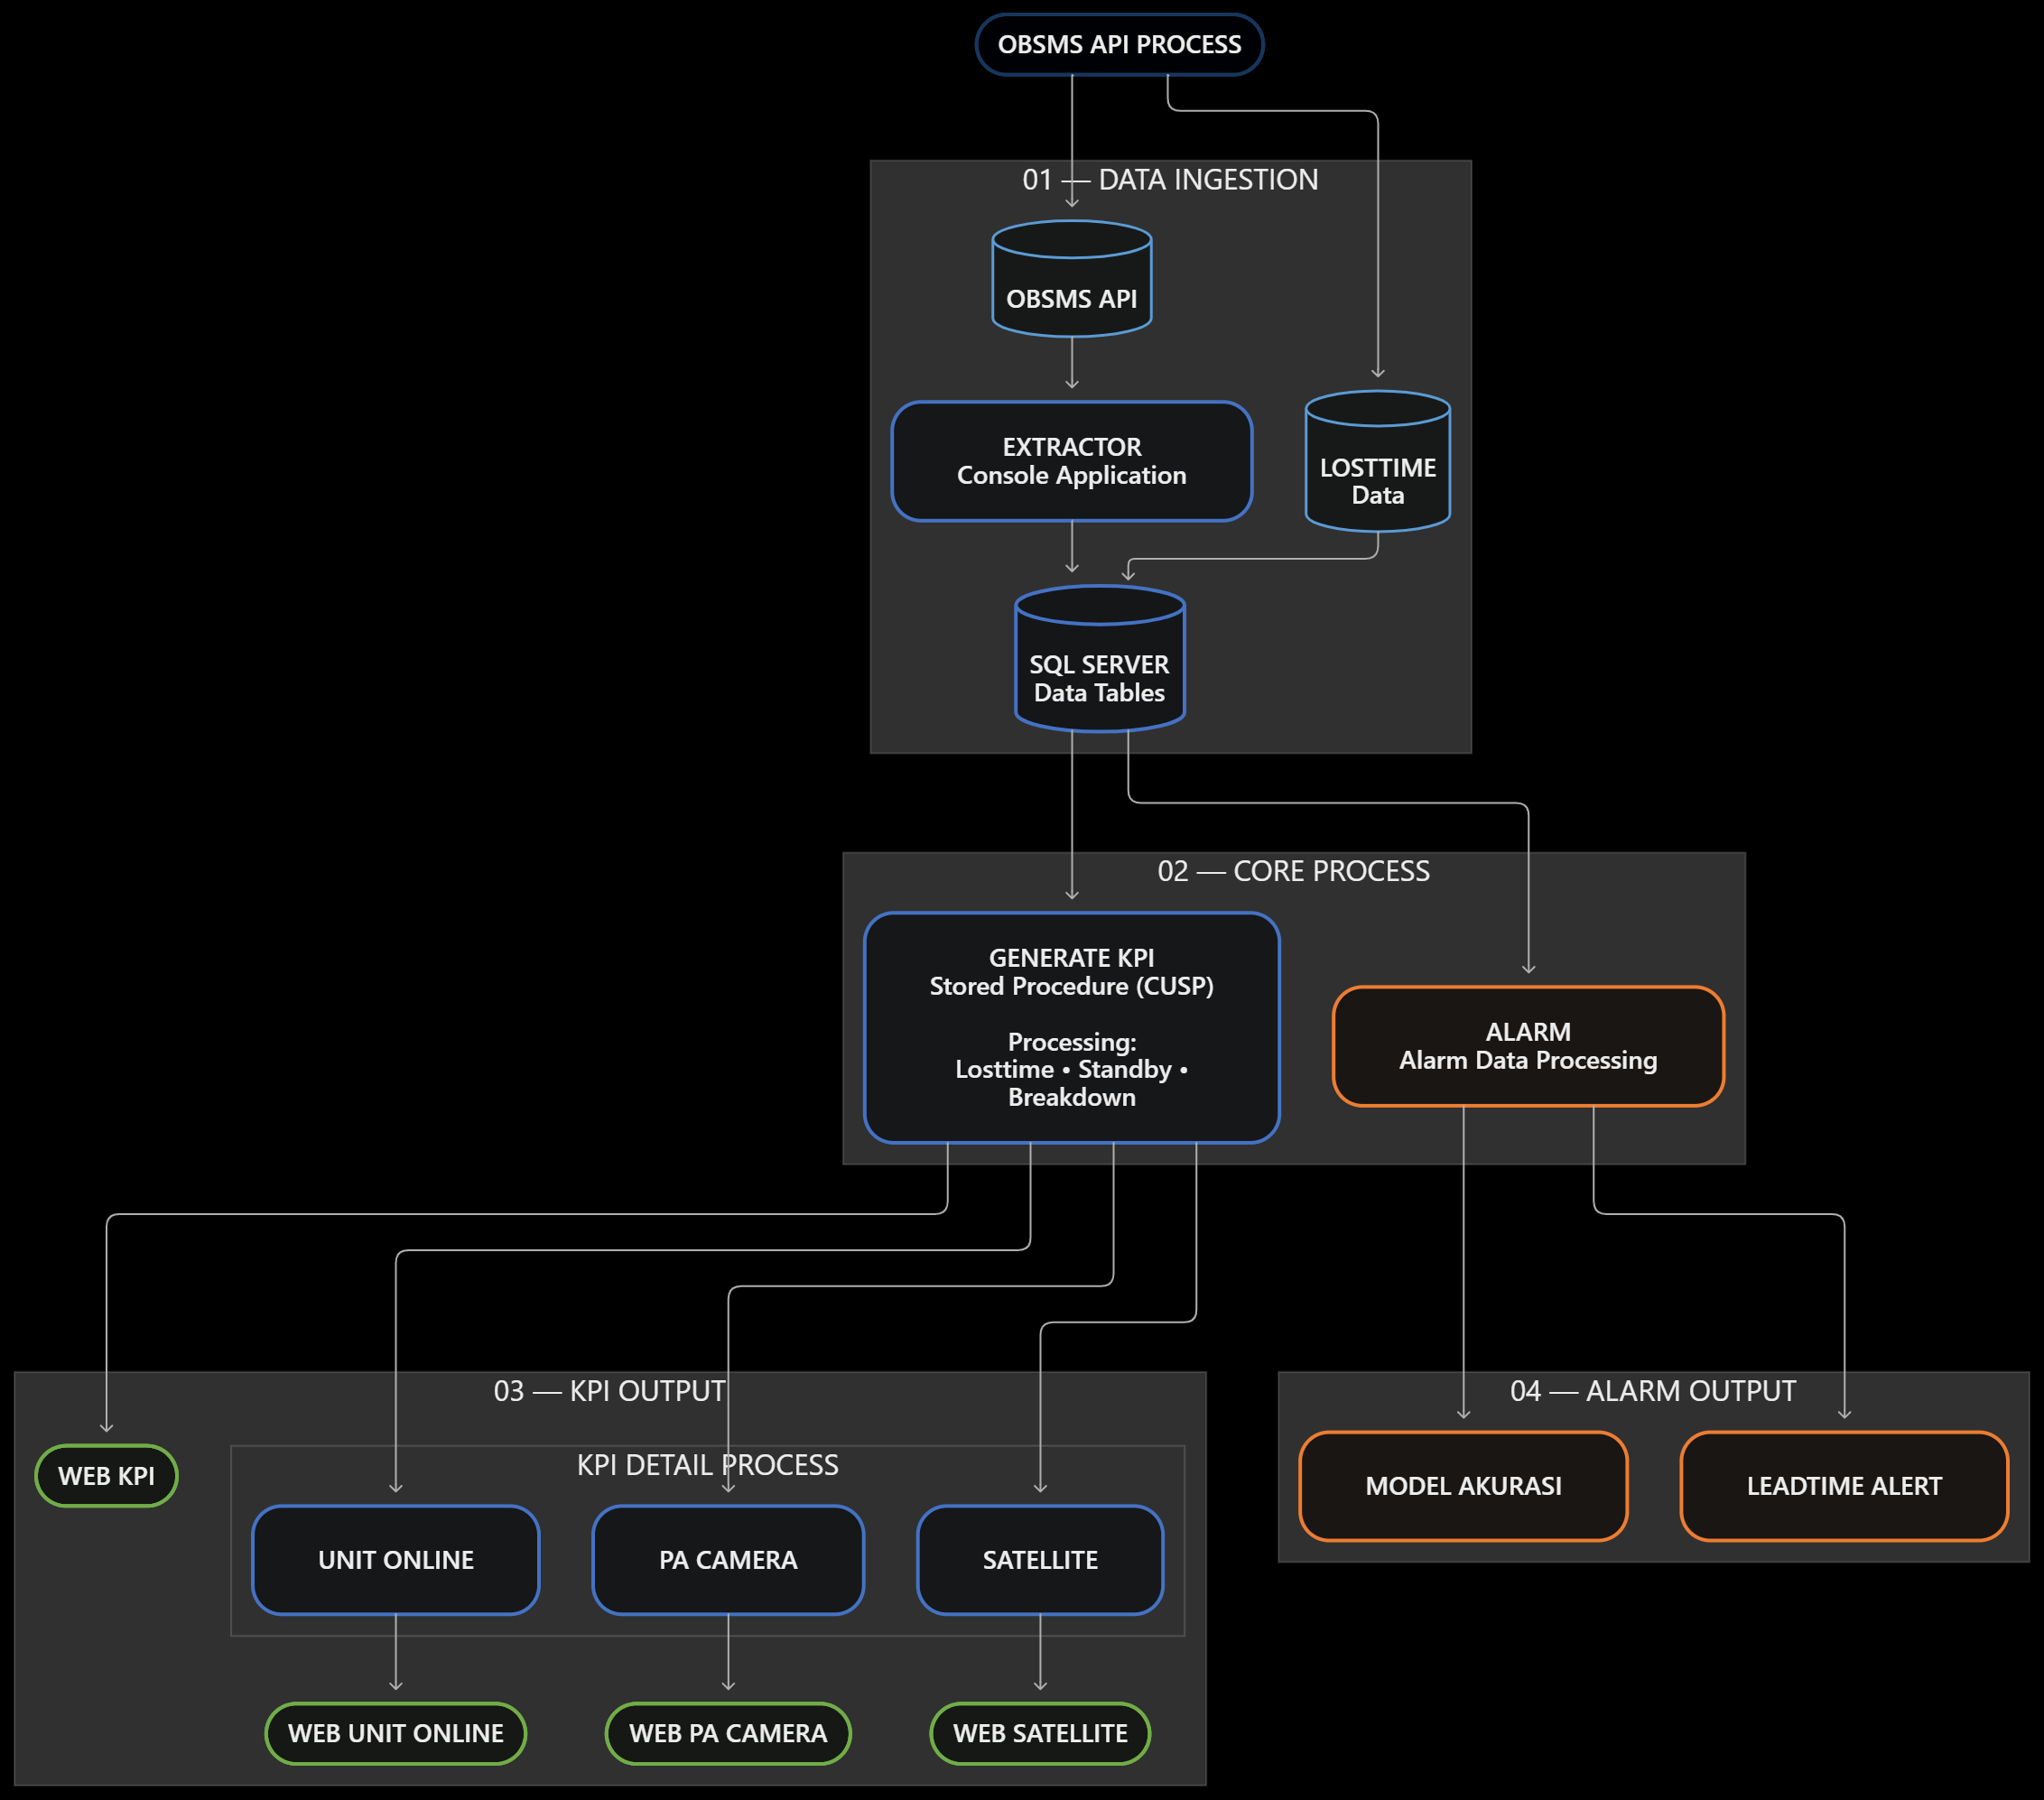 OBSMS API PROCESS
01 — DATA INGESTION
OBSMS API
EXTRACTOR
Console Application
LOSTTIME
Data
SQL SERVER
Data Tables
02 — CORE PROCESS
GENERATE KPI
Stored Procedure (CUSP)
Processing:
Losttime • Standby •
Breakdown
ALARM
Alarm Data Processing
03 — KPI OUTPUT
WEB KPI
KPI DETAIL PROCESS
UNIT ONLINE
PA CAMERA
SATELLITE
WEB UNIT ONLINE
WEB PA CAMERA
WEB SATELLITE
04 — ALARM OUTPUT
MODEL AKURASI
LEADTIME ALERT